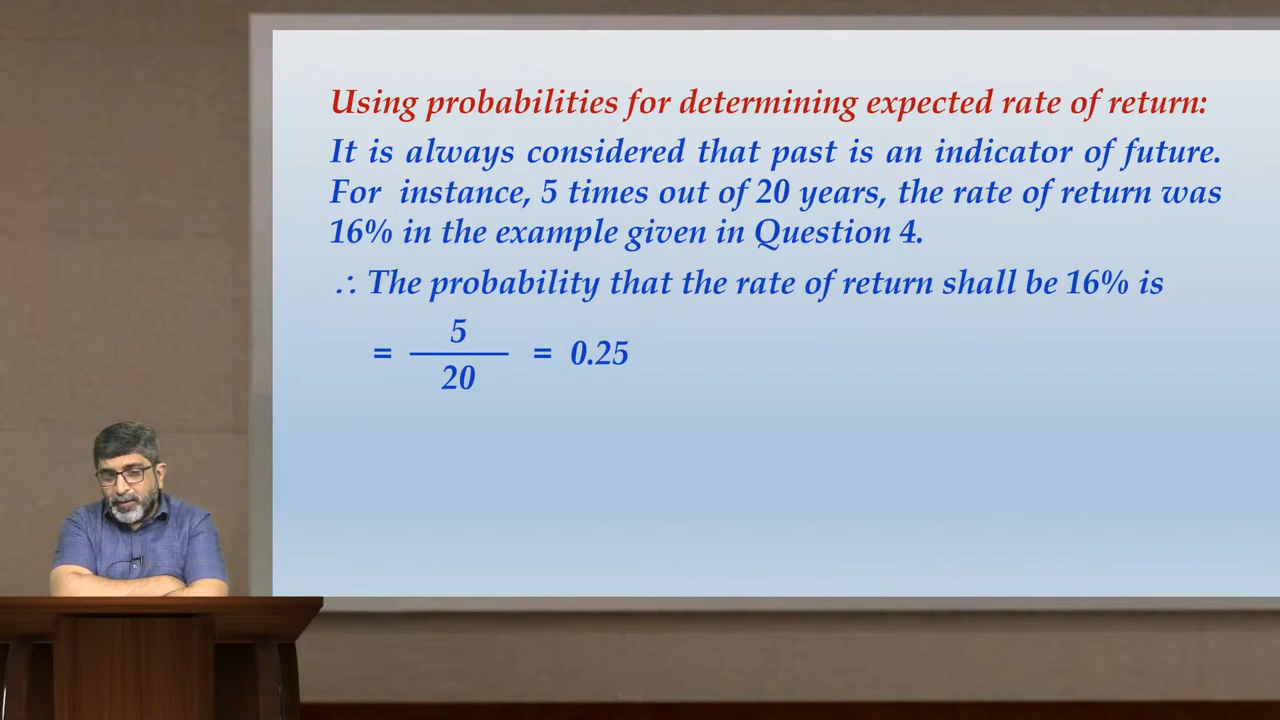 Using probabilities for determining expected rate of return:
It is always considered that past is an indicator of future.
For instance, 5 times out of 20 years, the rate of return was
16% in the example given in Question 4.
∴ The probability that the rate of return shall be 16% is
= 5/20 = 0.25